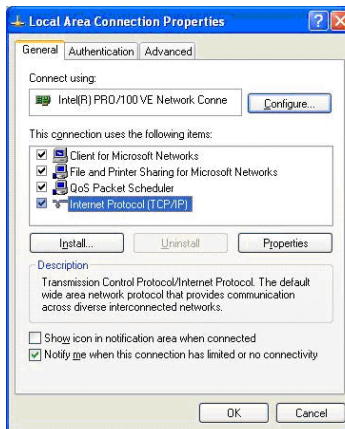 Local Area Connection Properties
General Authentication Advanced
Connect using:
Intel(R) PRO/100 VE Network Conne
Configure...
This connection uses the following items:
Client for Microsoft Networks
File and Printer Sharing for Microsoft Networks
QoS Packet Scheduler
Internet Protocol (TCP/IP)
Install... Uninstall Properties
Description
Transmission Control Protocol/Internet Protocol. The default
wide area network protocol that provides communication
across diverse interconnected networks.
Show icon in notification area when connected
Notify me when this connection has limited or no connectivity
OK Cancel